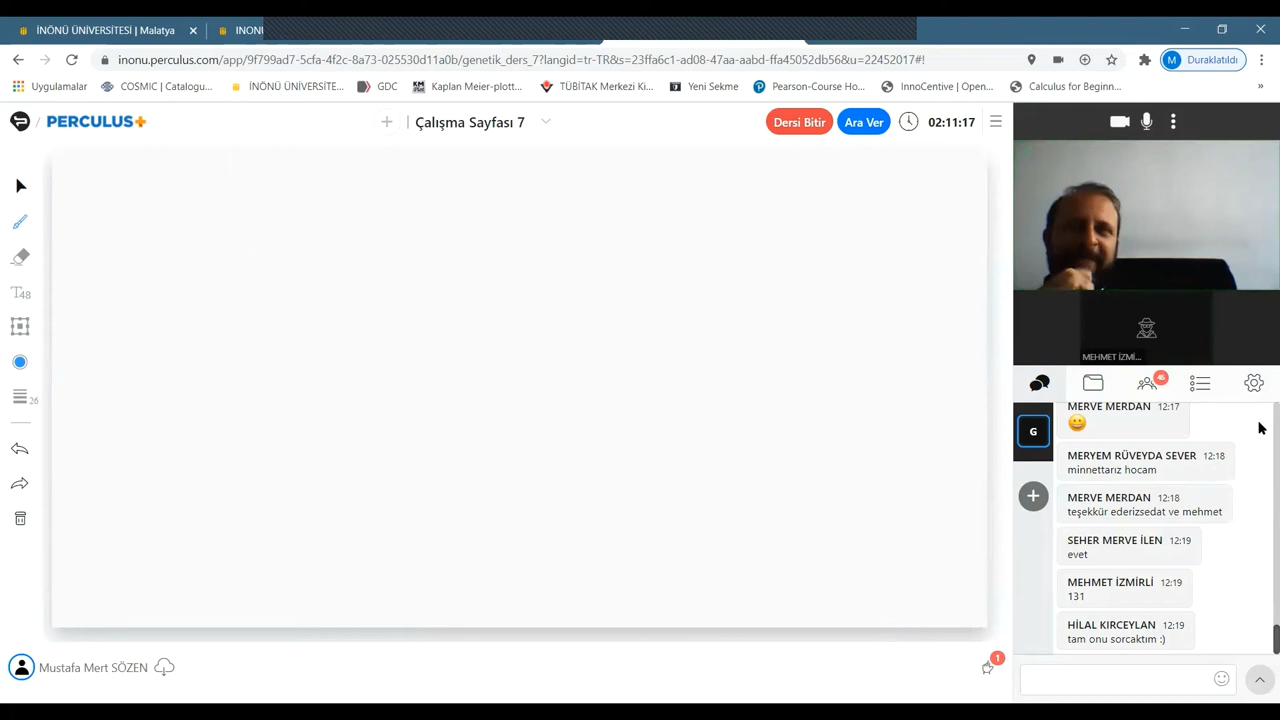 İNÖNÜ ÜNİVERSİTESİ | Malatya
INONU
inonu.perculus.com/app/9f799ad7-5cfa-4f2c-8a73-025530d11a0b/genetik_ders_7?langid=tr-TR&s=23ffa6c1-ad08-47aa-aabd-ffa45052db56&u=22452017#!
M Duraklatıldı
Uygulamalar
COSMIC | Catalogu...
İNÖNÜ ÜNİVERSİTE...
GDC
Kaplan Meier-plott...
TÜBİTAK Merkezi Ki...
Yeni Sekme
Pearson-Course Ho...
InnoCentive | Open...
Calculus for Beginn...
»
/ PERCULUS+
Çalışma Sayfası 7
Dersi Bitir
Ara Ver
02:11:17
T48
26
MEHMET İZMİ...
45
G
MERVE MERDAN 12:17
😀
MERYEM RÜVEYDA SEVER 12:18
minnettarız hocam
MERVE MERDAN 12:18
teşekkür ederizsedat ve mehmet
SEHER MERVE İLEN 12:19
evet
MEHMET İZMİRLİ 12:19
131
HİLAL KIRCEYLAN 12:19
tam onu sorcaktım :)
Mustafa Mert SÖZEN
1